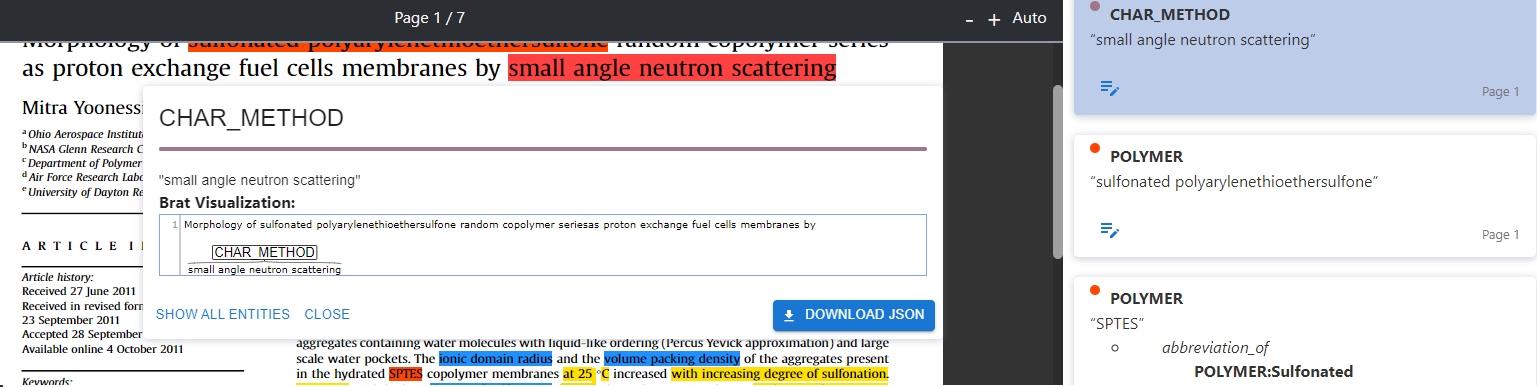 Page 1 / 7
- + Auto
Morphology of sulfonated polyarylenethioethersulfone random copolymer series
as proton exchange fuel cells membranes by small angle neutron scattering
Mitra Yoonessi
a Ohio Aerospace Institute
b NASA Glenn Research C
c Department of Polymer
d Air Force Research Labo
e University of Dayton Re
A R T I C L E I
Article history:
Received 27 June 2011
Received in revised form
23 September 2011
Accepted 28 September
Available online 4 October 2011
Keywords:
CHAR_METHOD
"small angle neutron scattering"
Brat Visualization:
1 Morphology of sulfonated polyarylenethioethersulfone random copolymer seriesas proton exchange fuel cells membranes by
CHAR_METHOD
small angle neutron scattering
SHOW ALL ENTITIES CLOSE DOWNLOAD JSON
aggregates containing water molecules with liquid-like ordering (Percus Yevick approximation) and large
scale water pockets. The ionic domain radius and the volume packing density of the aggregates present
in the hydrated SPTES copolymer membranes at 25 °C increased with increasing degree of sulfonation.
CHAR_METHOD
“small angle neutron scattering”
Page 1
POLYMER
“sulfonated polyarylenethioethersulfone”
Page 1
POLYMER
“SPTES”
abbreviation_of
POLYMER:Sulfonated